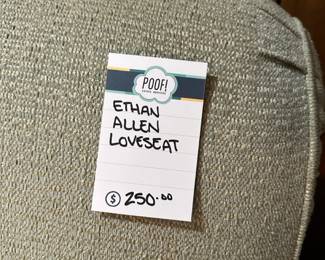 POOF!
ETHAN
ALLEN
LOVESEAT
$ 250.00